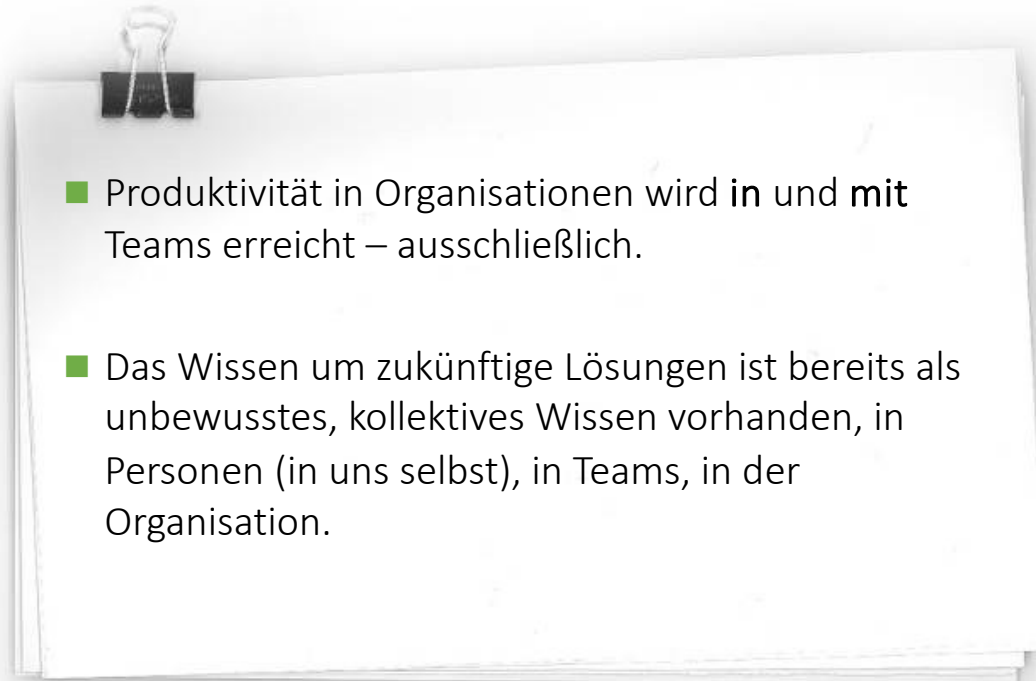 Produktivität in Organisationen wird in und mit
Teams erreicht – ausschließlich.
Das Wissen um zukünftige Lösungen ist bereits als
unbewusstes, kollektives Wissen vorhanden, in
Personen (in uns selbst), in Teams, in der
Organisation.